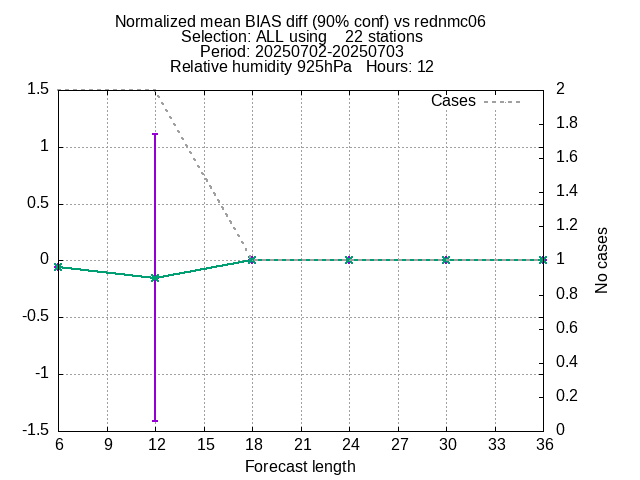 Normalized mean BIAS diff (90% conf) vs rednmc06
Selection: ALL using    22 stations
Period: 20250702-20250703
Relative humidity 925hPa   Hours: 12
Cases
1.5
1
0.5
0
-0.5
-1
-1.5
2
1.8
1.6
1.4
1.2
1
0.8
0.6
0.4
0.2
0
No cases
6 9 12 15 18 21 24 27 30 33 36
Forecast length